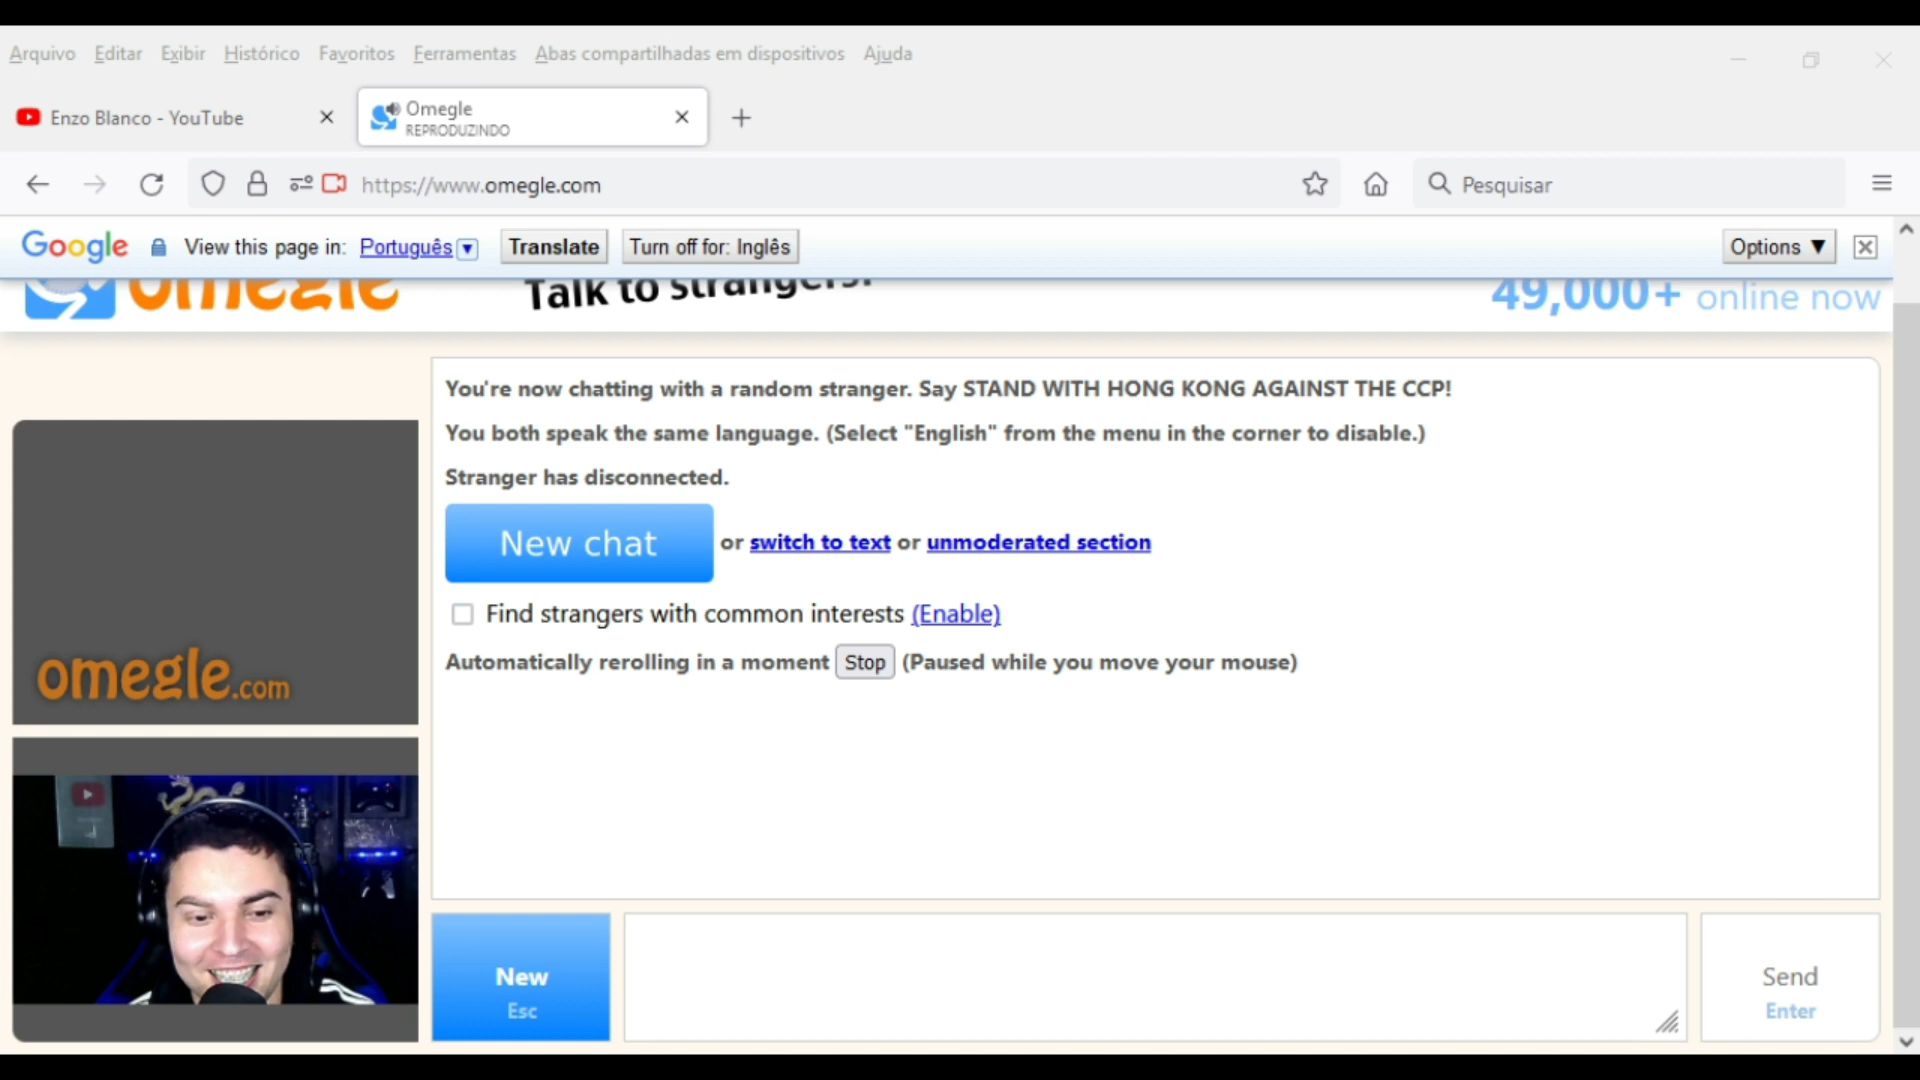 Arquivo Editar Exibir Histórico Favoritos Ferramentas Abas compartilhadas em dispositivos Ajuda
Enzo Blanco - YouTube
Omegle
REPRODUZINDO
https://www.omegle.com
Pesquisar
Google View this page in: Português Translate Turn off for: Inglês Options
omegle Talk to strangers! 49,000+ online now
You're now chatting with a random stranger. Say STAND WITH HONG KONG AGAINST THE CCP!
You both speak the same language. (Select "English" from the menu in the corner to disable.)
Stranger has disconnected.
New chat or switch to text or unmoderated section
Find strangers with common interests (Enable)
Automatically rerolling in a moment Stop (Paused while you move your mouse)
omegle.com
New
Esc
Send
Enter